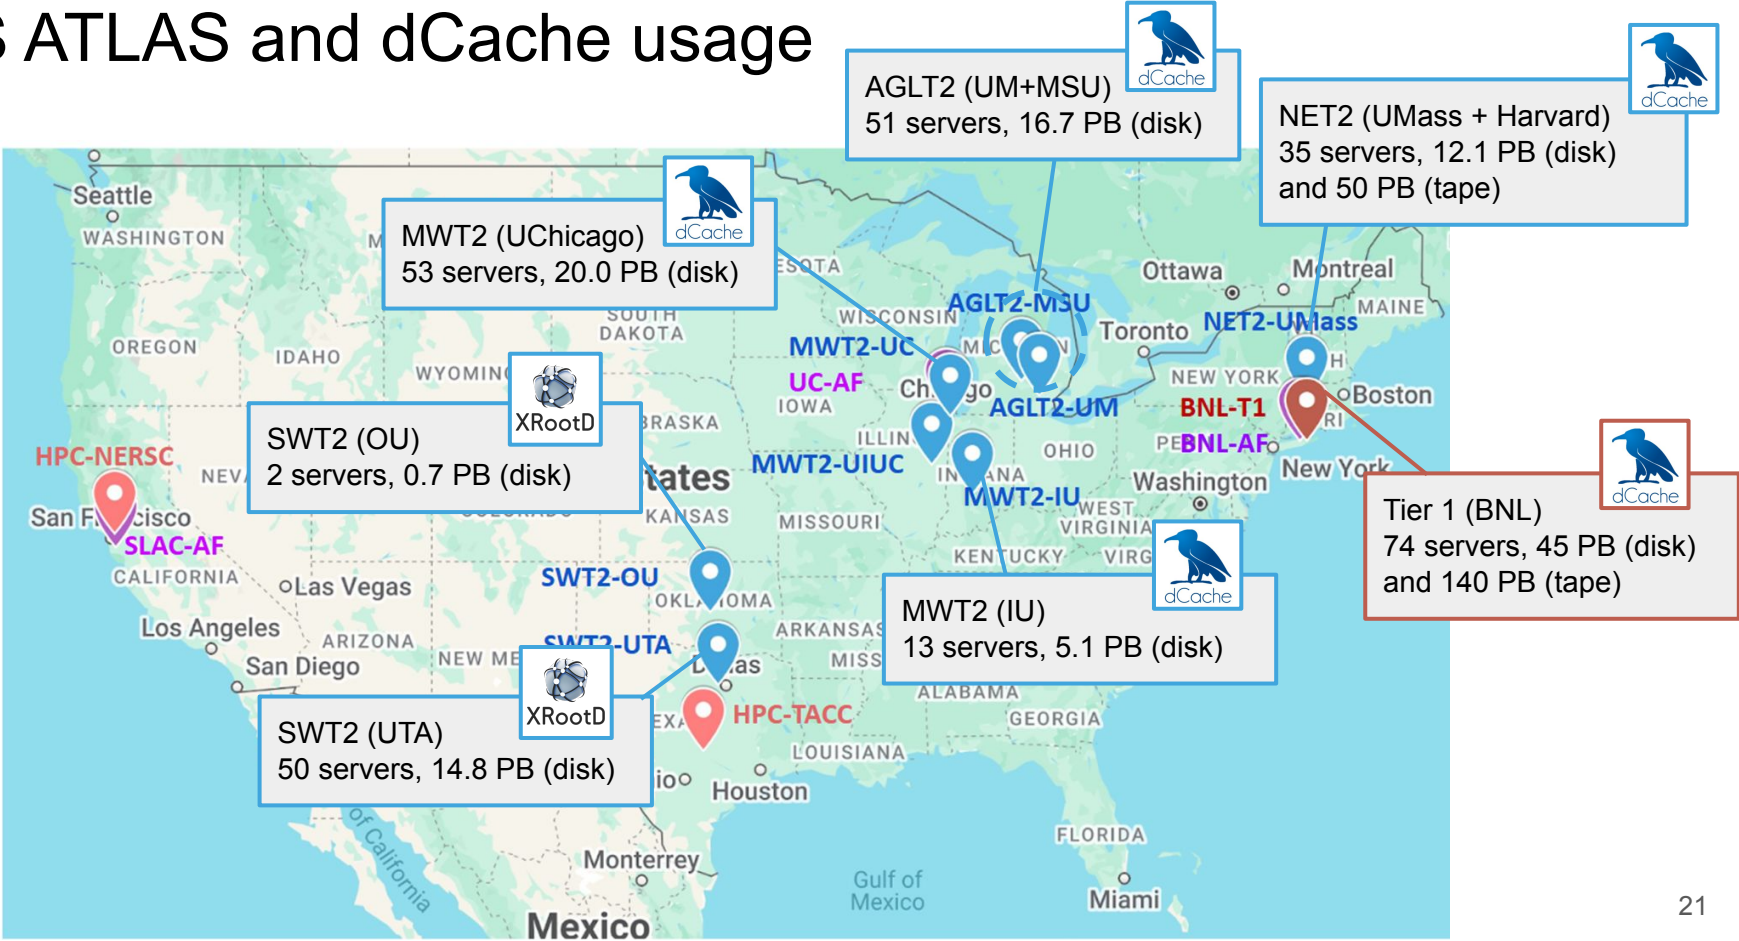 S ATLAS and dCache usage
dCache
AGLT2 (UM+MSU)
51 servers, 16.7 PB (disk)
dCache
NET2 (UMass + Harvard)
35 servers, 12.1 PB (disk)
and 50 PB (tape)
dCache
MWT2 (UChicago)
53 servers, 20.0 PB (disk)
Seattle
WASHINGTON
OREGON
IDAHO
WYOMING
SOUTH
DAKOTA
WISCONSIN
AGLT2-MSU
Ottawa
Montreal
MAINE
Toronto
NET2-UMass
MWT2-UC
UC-AF
IOWA
AGLT2-UM
NEW YORK
Boston
BNL-T1
BNL-AF
XRootD
SWT2 (OU)
2 servers, 0.7 PB (disk)
HPC-NERSC
SLAC-AF
CALIFORNIA
Las Vegas
MWT2-UIUC
OHIO
MWT2-IU
Washington
New York
WEST
VIRGINIA
KANSAS
MISSOURI
KENTUCKY
dCache
Tier 1 (BNL)
74 servers, 45 PB (disk)
and 140 PB (tape)
SWT2-OU
dCache
MWT2 (IU)
13 servers, 5.1 PB (disk)
Los Angeles
San Diego
ARIZONA
ARKANSAS
SWT2-UTA
XRootD
SWT2 (UTA)
50 servers, 14.8 PB (disk)
HPC-TACC
ALABAMA
GEORGIA
LOUISIANA
Houston
FLORIDA
of California
Monterrey
Gulf of
Mexico
Miami
Mexico
21